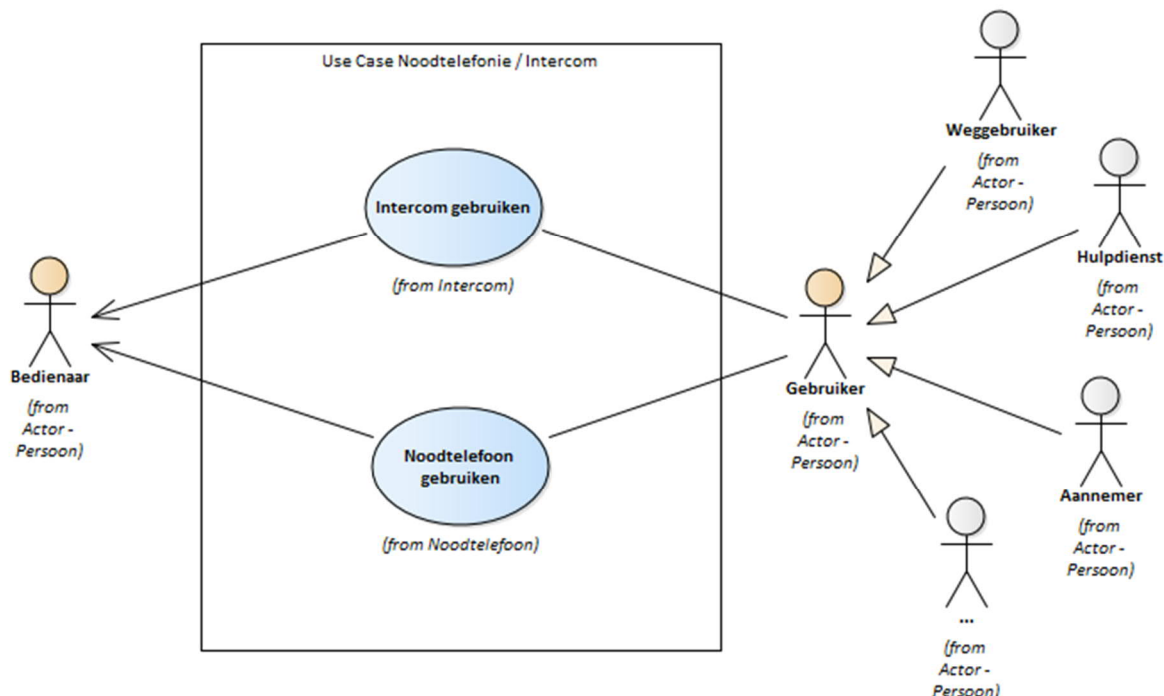 Use Case Noodtelefonie / Intercom
Weggebruiker
(from
Actor -
Persoon)
Intercom gebruiken
(from Intercom)
Hulpdienst
(from
Actor -
Persoon)
Bedienaar
(from
Actor -
Persoon)
Gebruiker
(from
Actor -
Persoon)
Noodtelefoon
gebruiken
(from Noodtelefoon)
Aannemer
(from
Actor -
Persoon)
...
(from
Actor -
Persoon)